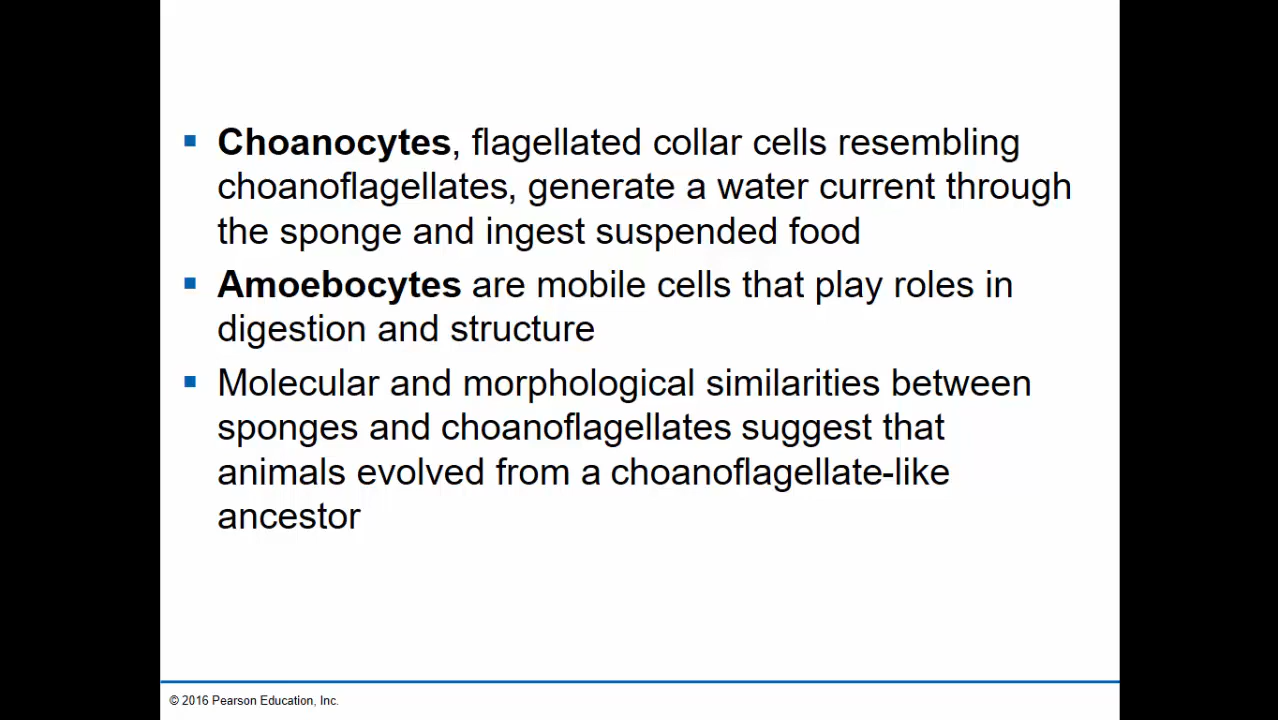 Choanocytes, flagellated collar cells resembling
choanoflagellates, generate a water current through
the sponge and ingest suspended food
Amoebocytes are mobile cells that play roles in
digestion and structure
Molecular and morphological similarities between
sponges and choanoflagellates suggest that
animals evolved from a choanoflagellate-like
ancestor
© 2016 Pearson Education, Inc.